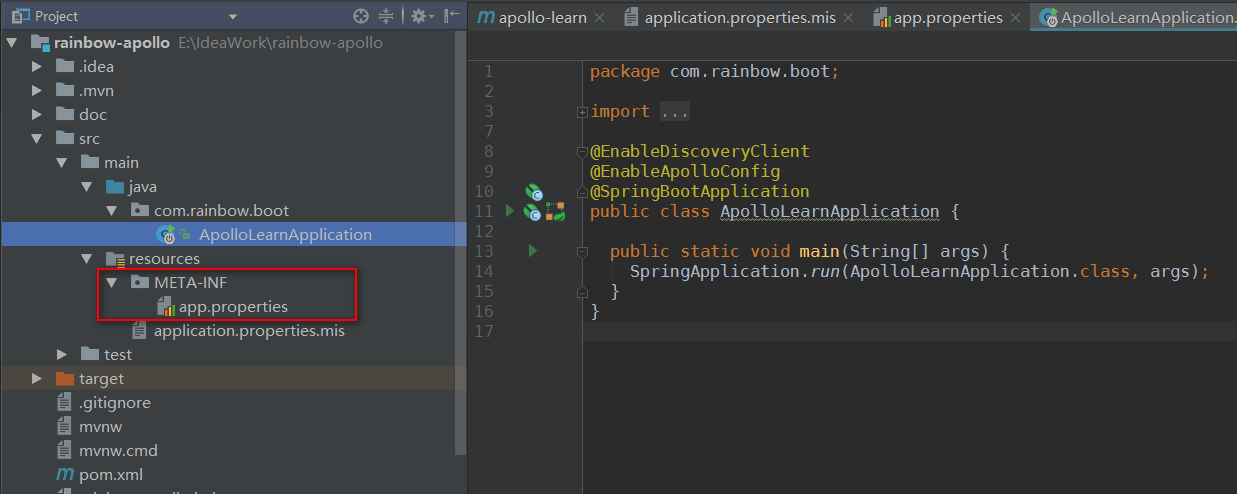 Project
rainbow-apollo E:\IdeaWork\rainbow-apollo
.idea
.mvn
doc
src
main
java
com.rainbow.boot
ApolloLearnApplication
resources
META-INF
app.properties
application.properties.mis
test
target
.gitignore
mvnw
mvnw.cmd
pom.xml
apollo-learn
application.properties.mis
app.properties
ApolloLearnApplication.
1 package com.rainbow.boot;
2
3 import ...
7
8 @EnableDiscoveryClient
9 @EnableApolloConfig
10 @SpringBootApplication
11 public class ApolloLearnApplication {
12
13 public static void main(String[] args) {
14 SpringApplication.run(ApolloLearnApplication.class, args);
15 }
16 }
17